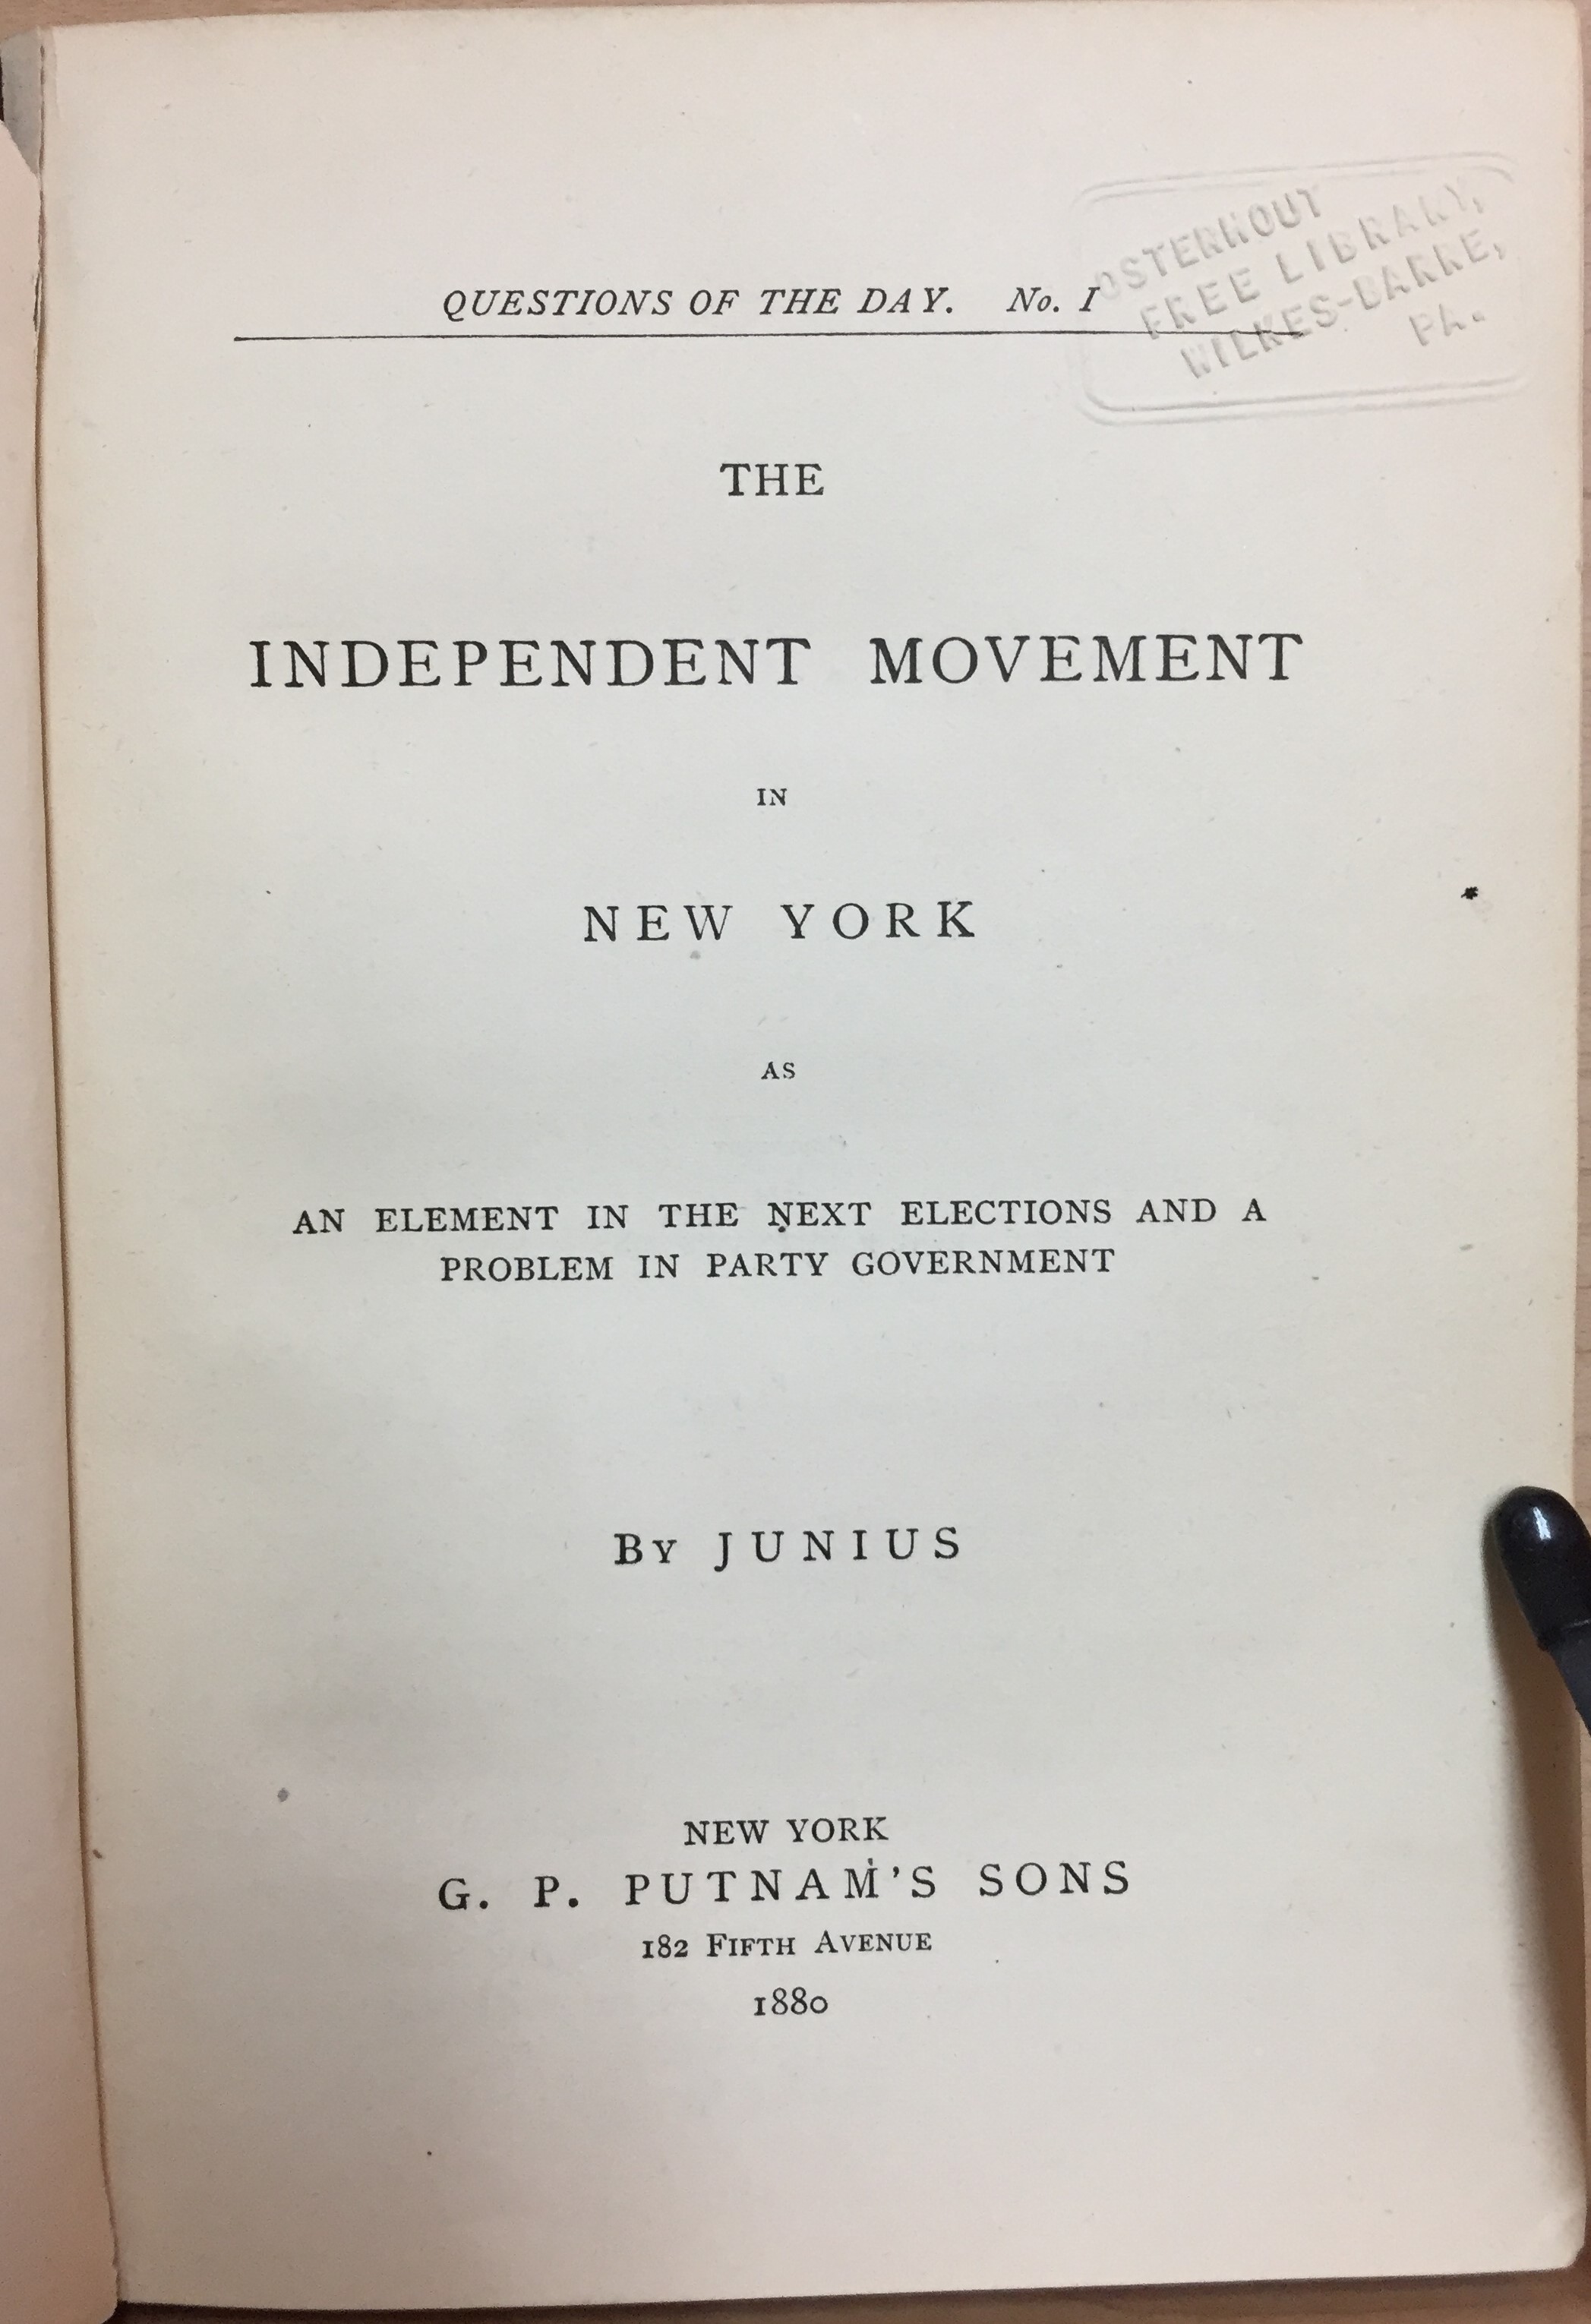 OSTERHOUT
FREE LIBRARY,
WILKES-BARRE,
PA.
QUESTIONS OF THE DAY. No. I
THE
INDEPENDENT MOVEMENT
IN
NEW YORK
AS
AN ELEMENT IN THE NEXT ELECTIONS AND A
PROBLEM IN PARTY GOVERNMENT
BY JUNIUS
NEW YORK
G. P. PUTNAM'S SONS
182 FIFTH AVENUE
1880